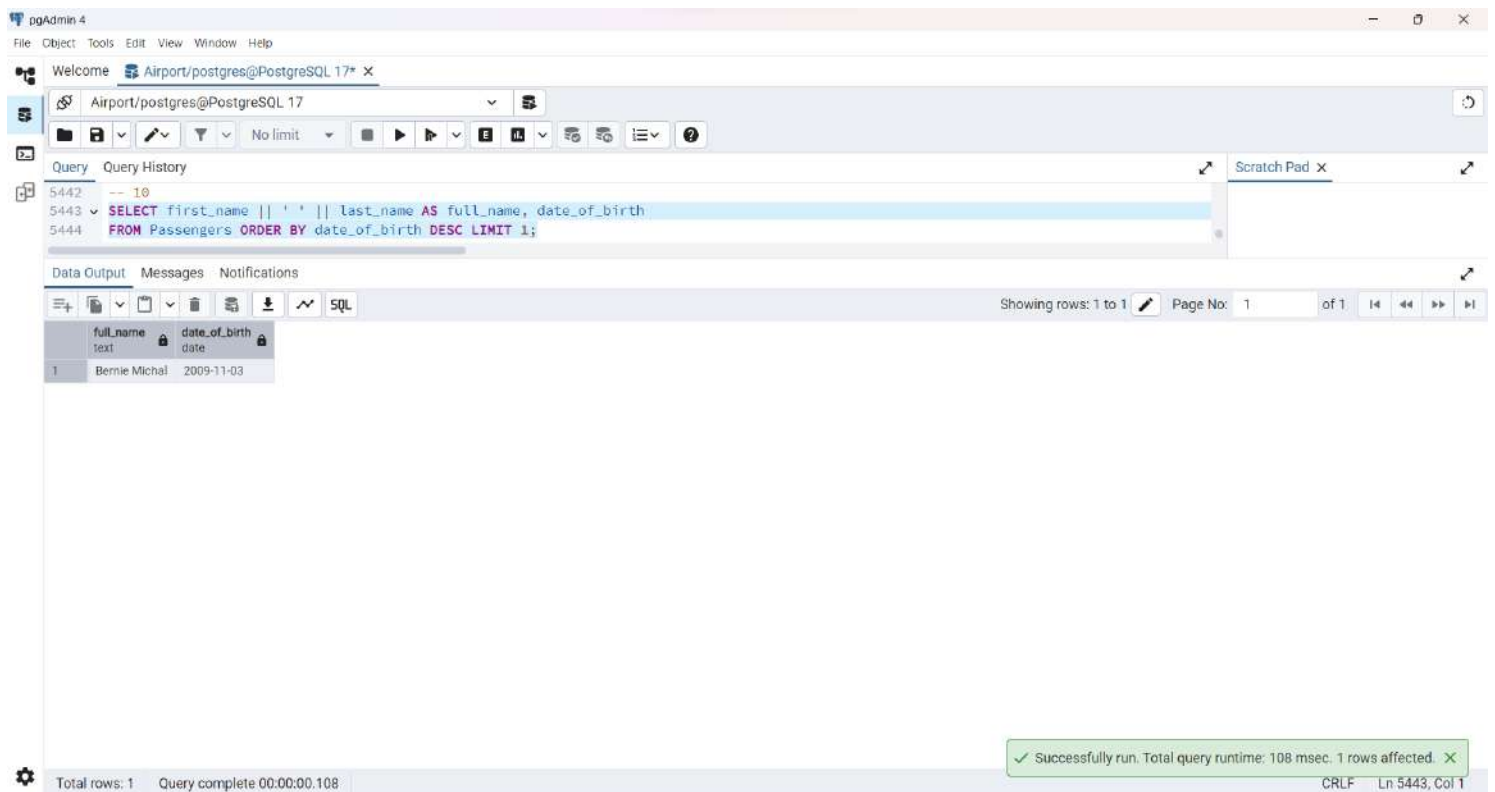 pgAdmin 4
File Object Tools Edit View Window Help
Welcome Airport/postgres@PostgreSQL 17* X
Airport/postgres@PostgreSQL 17
No limit
Query Query History Scratch Pad X
5442 -- 10
5443 SELECT first_name || ' ' || last_name AS full_name, date_of_birth
5444 FROM Passengers ORDER BY date_of_birth DESC LIMIT 1;
Data Output Messages Notifications
SQL Showing rows: 1 to 1 Page No: 1 of 1
full_name date_of_birth
text date
1 Bernie Michal 2009-11-03
Successfully run. Total query runtime: 108 msec. 1 rows affected. X
Total rows: 1 Query complete 00:00:00.108 CRLF Ln 5443, Col 1